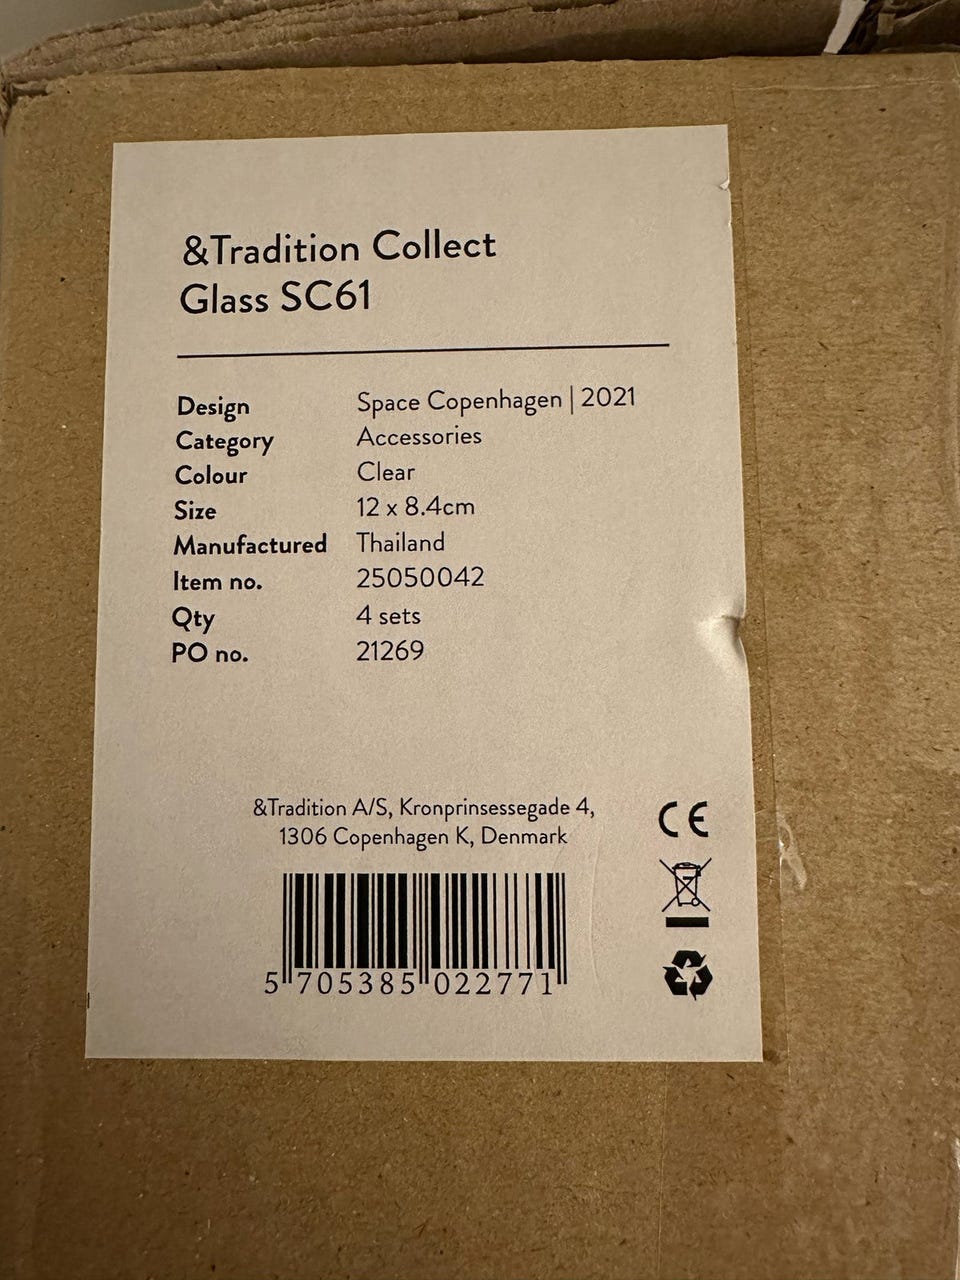 &Tradition Collect
Glass SC61
Design Space Copenhagen | 2021
Category Accessories
Colour Clear
Size 12 x 8.4cm
Manufactured Thailand
Item no. 25050042
Qty 4 sets
PO no. 21269
&Tradition A/S, Kronprinsessegade 4,
1306 Copenhagen K, Denmark
CE
5 705385 022771